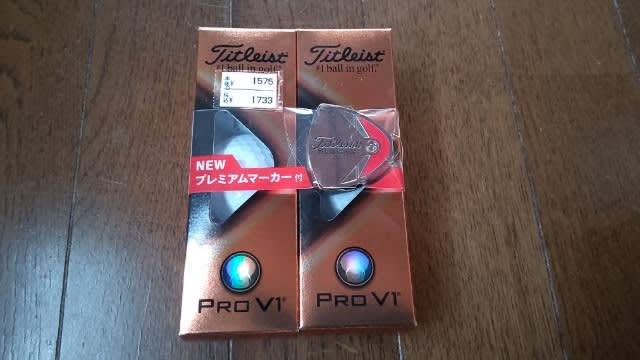 Titleist
#1 ball in golf.
Titleist
#1 ball in golf.
¥ 1575
¥ 1733
Titleist
NEW
プレミアムマーカー付
PRO V1
PRO V1